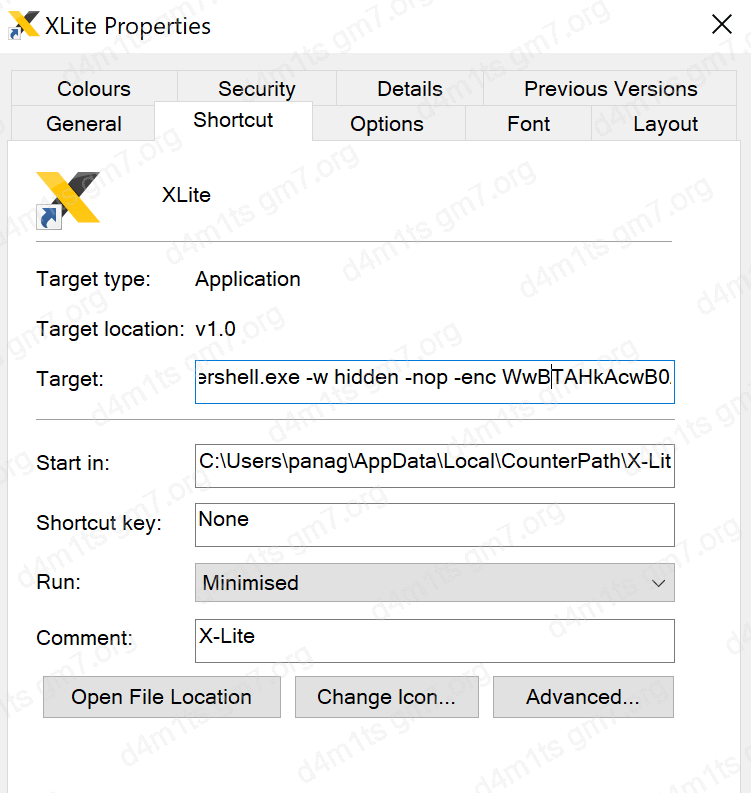 XLite Properties
Colours Security Details Previous Versions
General Shortcut Options Font Layout
XLite
Target type: Application
Target location: v1.0
Target: ershell.exe -w hidden -nop -enc WwBTAHkAcwB0
Start in: C:\Users\panag\AppData\Local\CounterPath\X-Lit
Shortcut key: None
Run: Minimised
Comment: X-Lite
Open File Location Change Icon... Advanced...
d4m1ts gm7.org